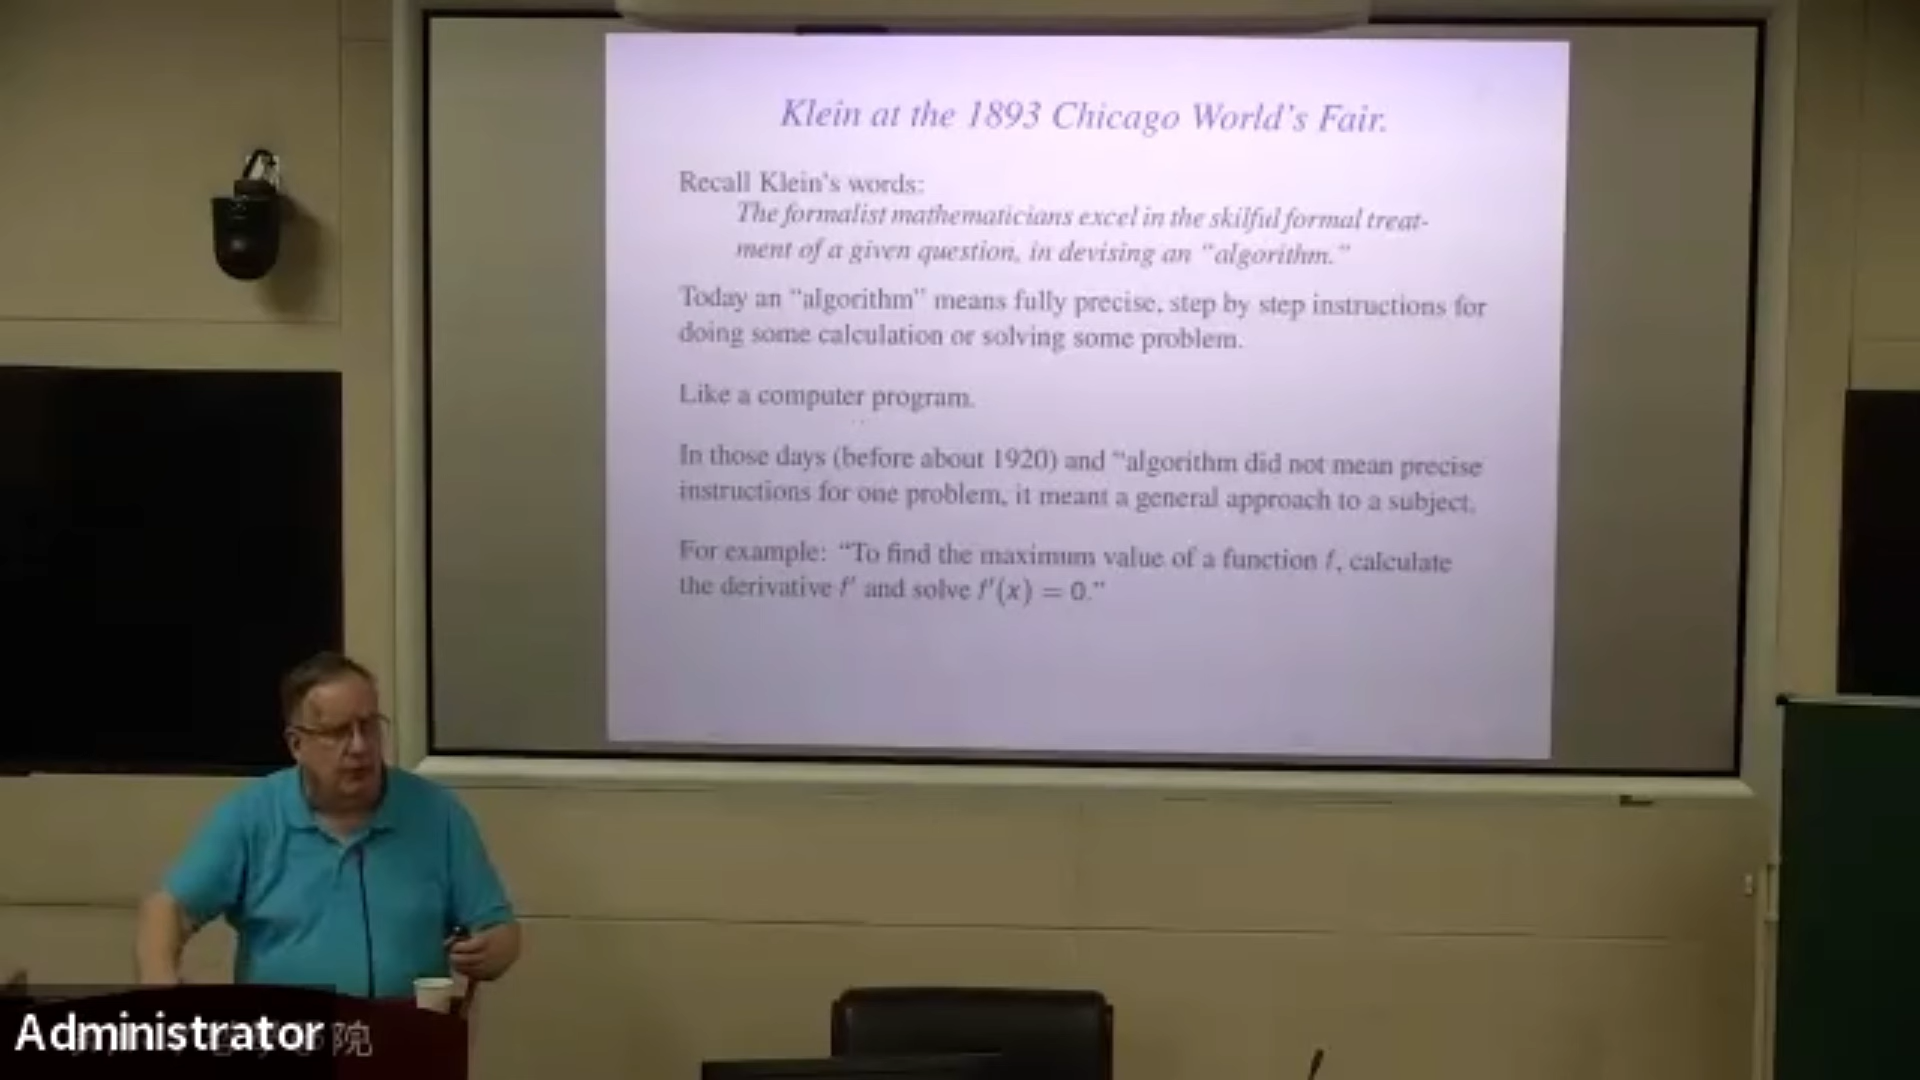 Klein at the 1893 Chicago World's Fair.
Recall Klein's words:
The formalist mathematicians excel in the skilful formal treat-
ment of a given question, in devising an "algorithm."
Today an "algorithm" means fully precise, step by step instructions for
doing some calculation or solving some problem.
Like a computer program.
In those days (before about 1920) and "algorithm did not mean precise
instructions for one problem, it meant a general approach to a subject.
For example: "To find the maximum value of a function f, calculate
the derivative f′ and solve f′(x) = 0."
Administrator
院